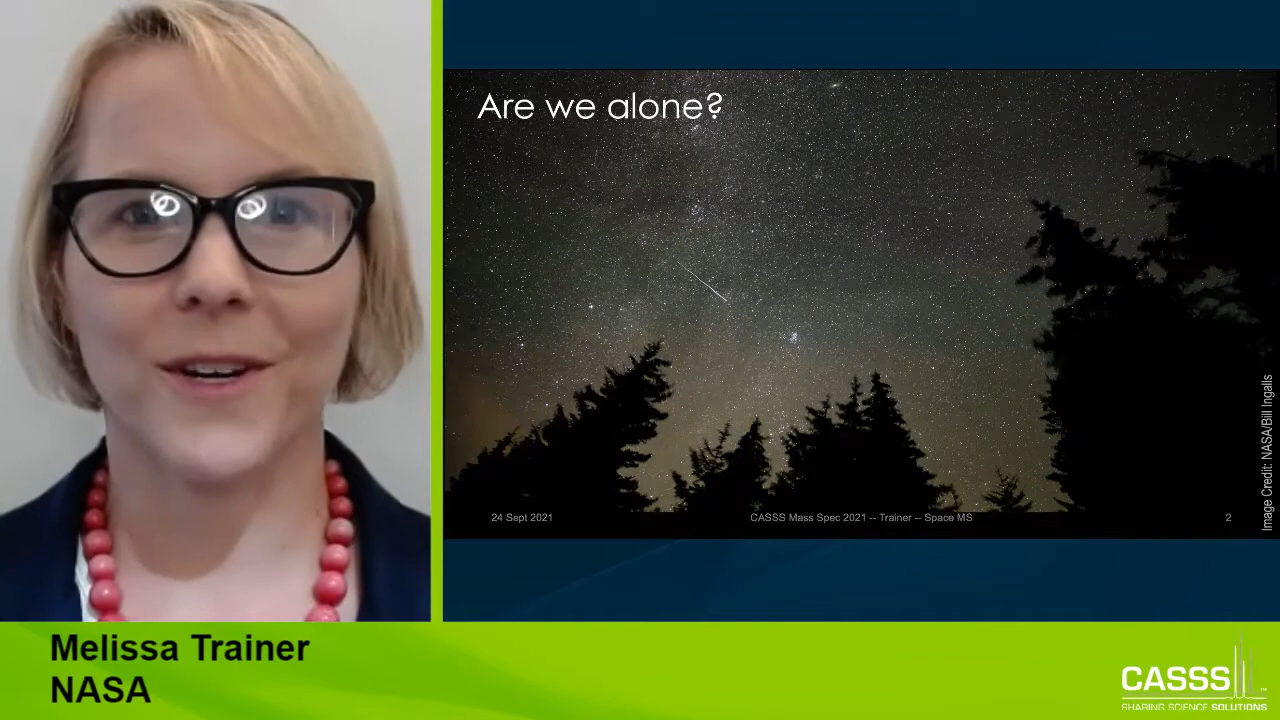 Are we alone?
Image Credit: NASA/Bill Ingalls
24 Sept 2021
CASSS Mass Spec 2021 -- Trainer -- Space MS
2
Melissa Trainer
NASA
CASSS
SHARING SCIENCE SOLUTIONS